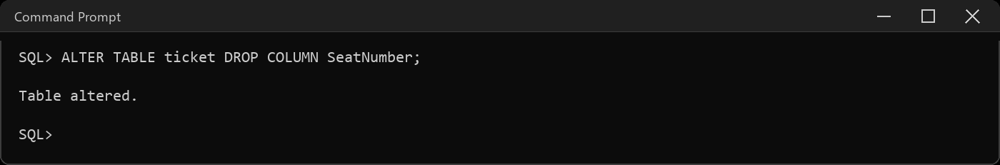 Command Prompt
SQL> ALTER TABLE ticket DROP COLUMN SeatNumber;
Table altered.
SQL>